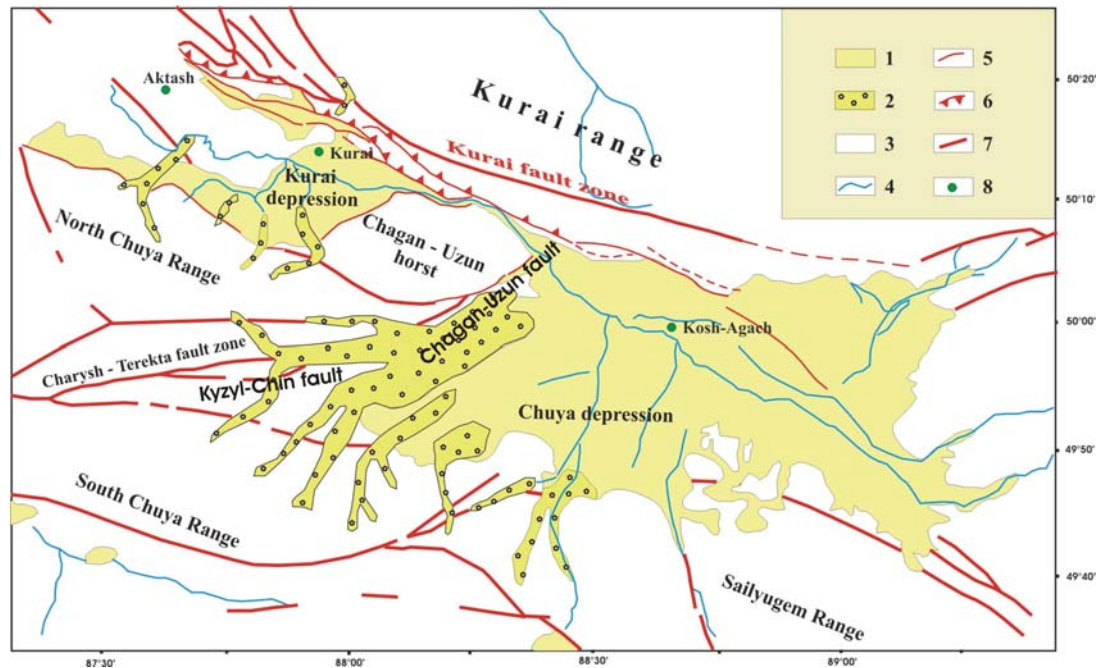 1
5
2
6
3
7
4
8
50°20'
50°10'
50°00'
49°50'
49°40'
Aktash
Kurai range
Kurai
Kurai fault zone
Kurai
depression
North Chuya Range
Chagan - Uzun
horst
Chagan-Uzun fault
Kosh-Agach
Charysh - Terekta fault zone
Kyzyl-Chin fault
Chuya depression
South Chuya Range
Sailyugem Range
87°30'
88°00'
88°30'
89°00'